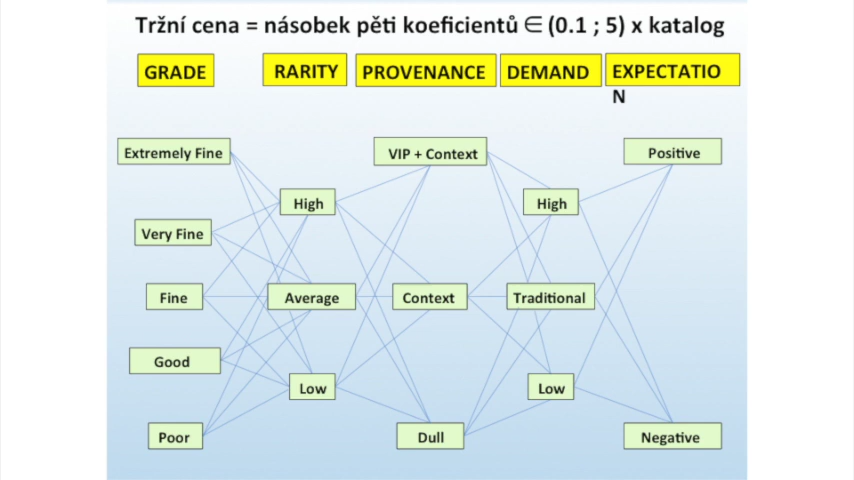 Tržní cena = násobek pěti koeficientů ∈ (0.1 ; 5) x katalog
GRADE RARITY PROVENANCE DEMAND EXPECTATIO
N
Extremely Fine VIP + Context Positive
High High
Very Fine
Fine Average Context Traditional
Good
Low Low
Poor Dull Negative